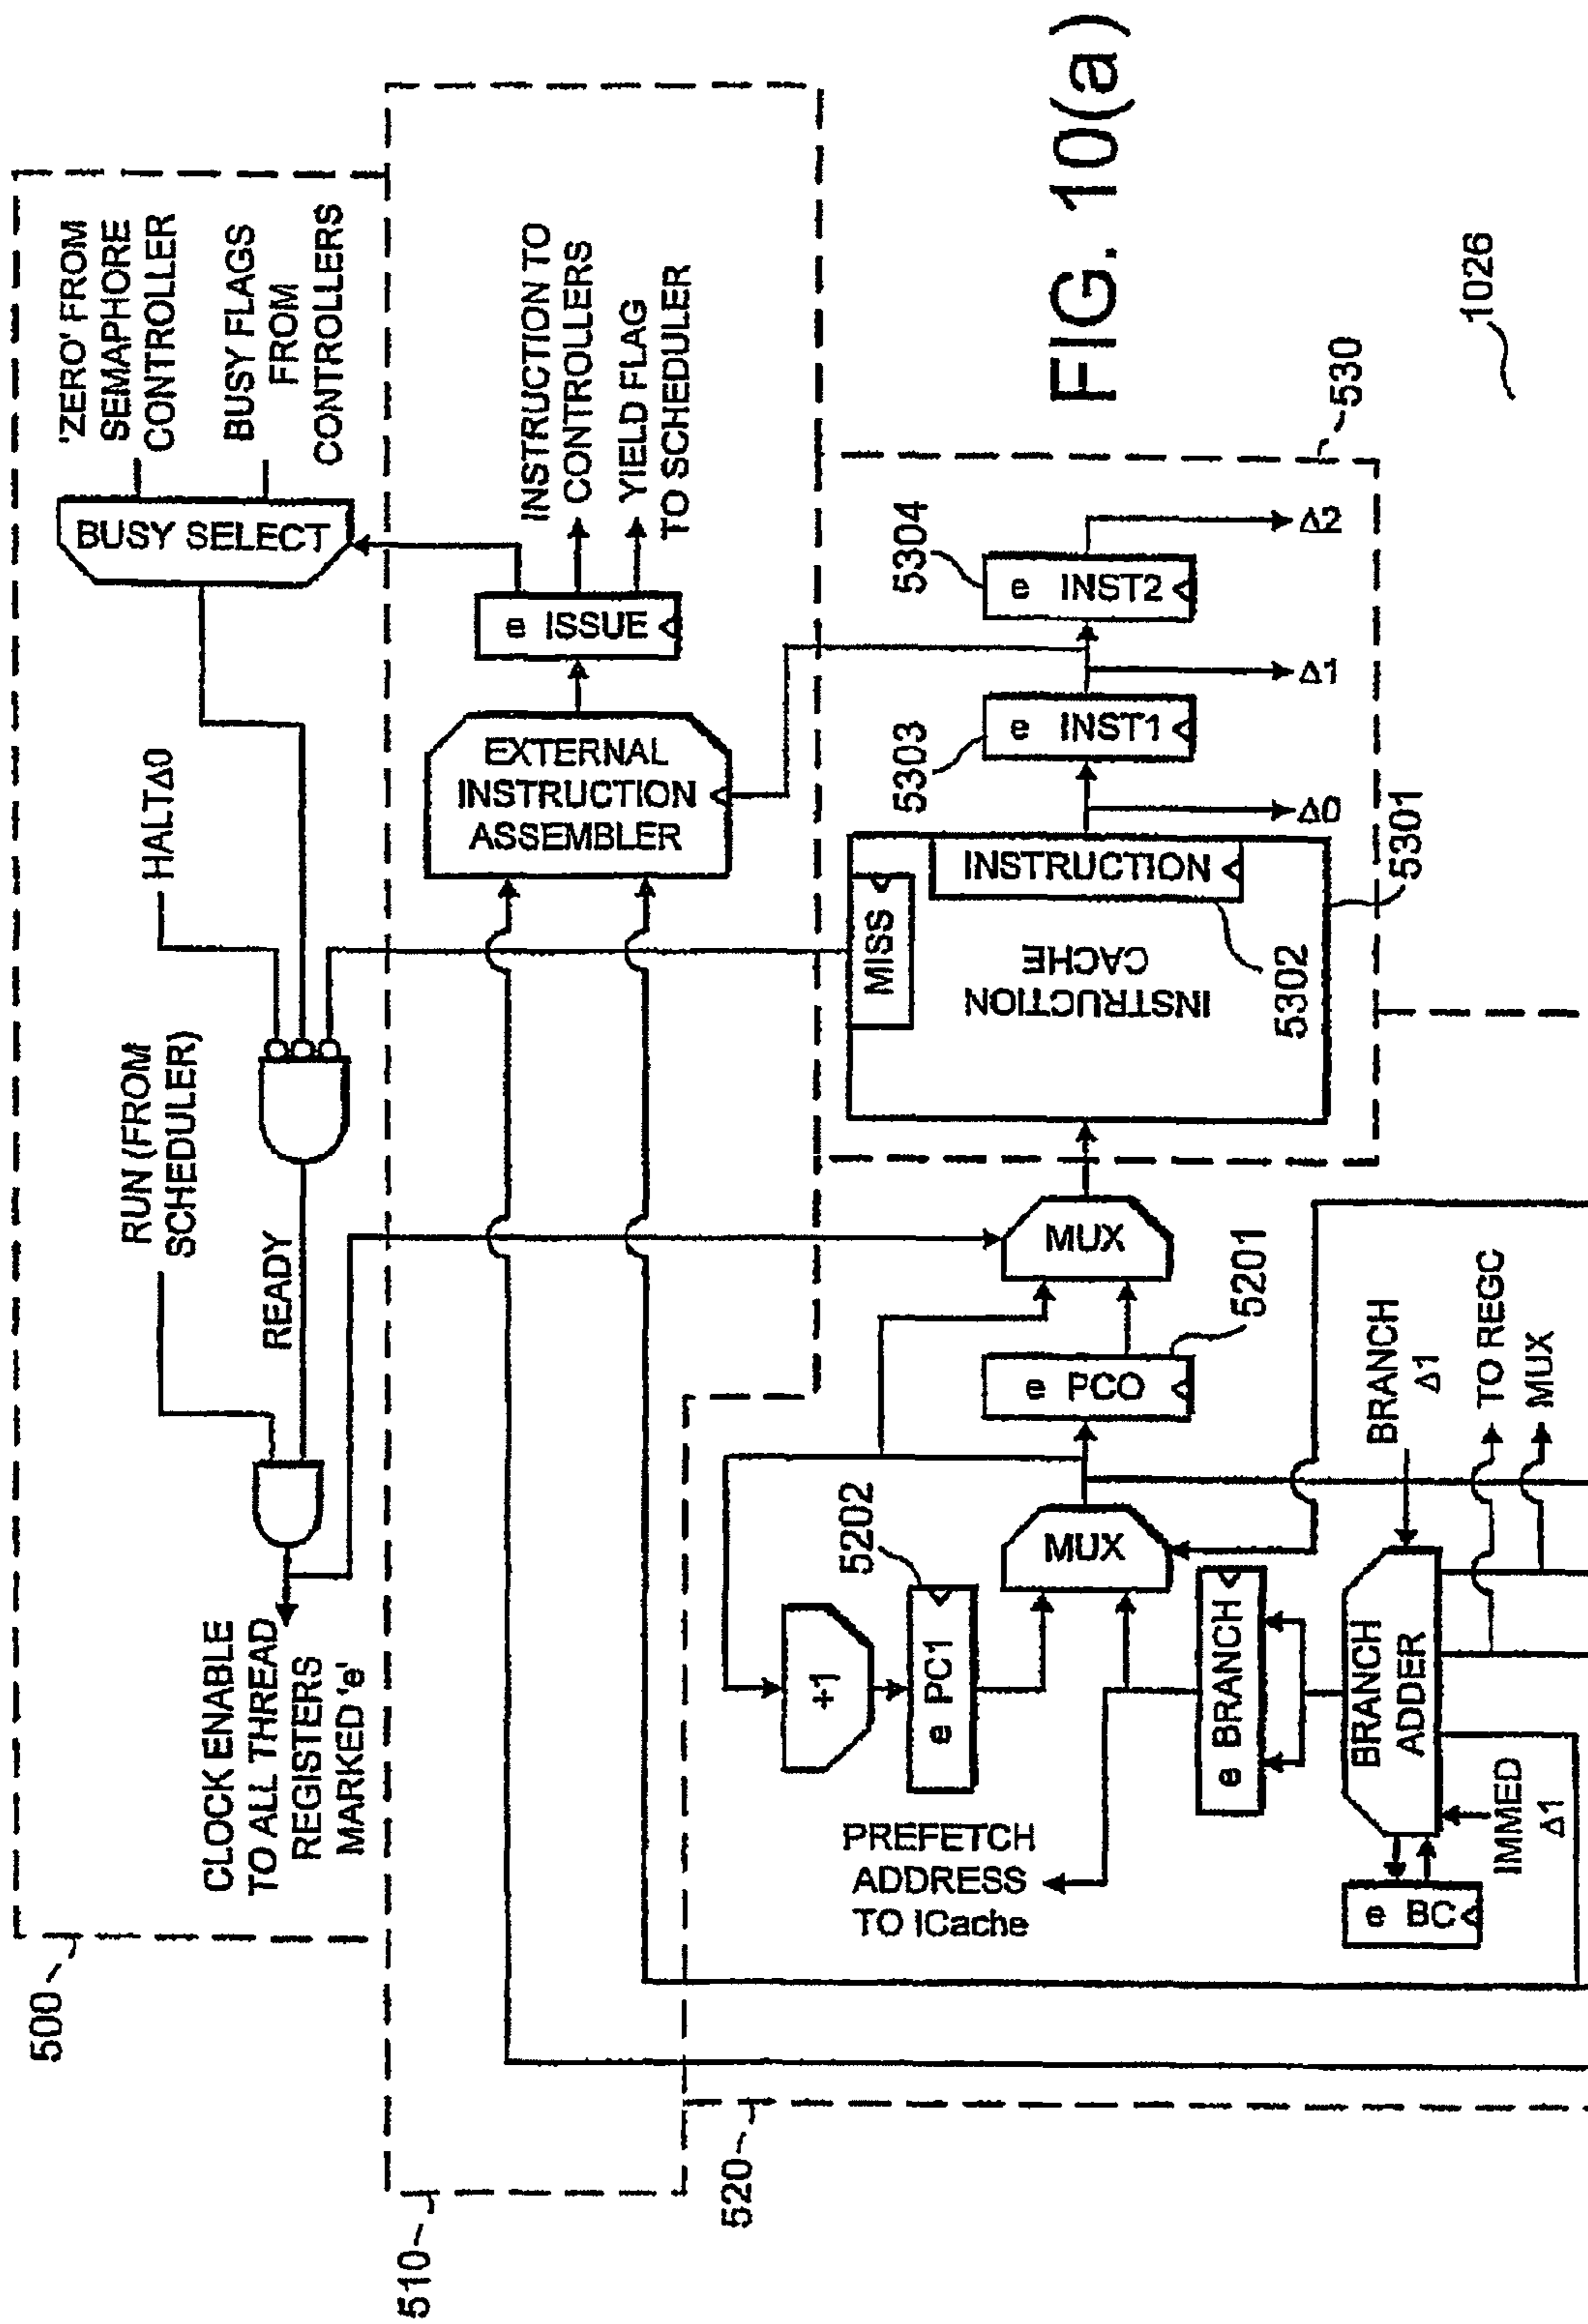 500
CLOCK ENABLE
TO ALL THREAD
REGISTERS
MARKED 'e'
RUN (FROM
SCHEDULER)
READY
HALTΔ0
BUSY SELECT
'ZERO' FROM
SEMAPHORE
CONTROLLER
BUSY FLAGS
FROM
CONTROLLERS
510
EXTERNAL
INSTRUCTION
ASSEMBLER
e ISSUE
INSTRUCTION TO
CONTROLLERS
YIELD FLAG
TO SCHEDULER
520
+1
e PC1
5202
MUX
e PCO
5201
MUX
PREFETCH
ADDRESS
TO ICache
e BRANCH
BRANCH
ADDER
e BC
IMMED
Δ1
BRANCH
Δ1
TO REGC
MUX
MISS
INSTRUCTION
CACHE
INSTRUCTION
5302
5301
Δ0
5303
e INST1
Δ1
5304
e INST2
Δ2
530
1026
FIG. 10(a)